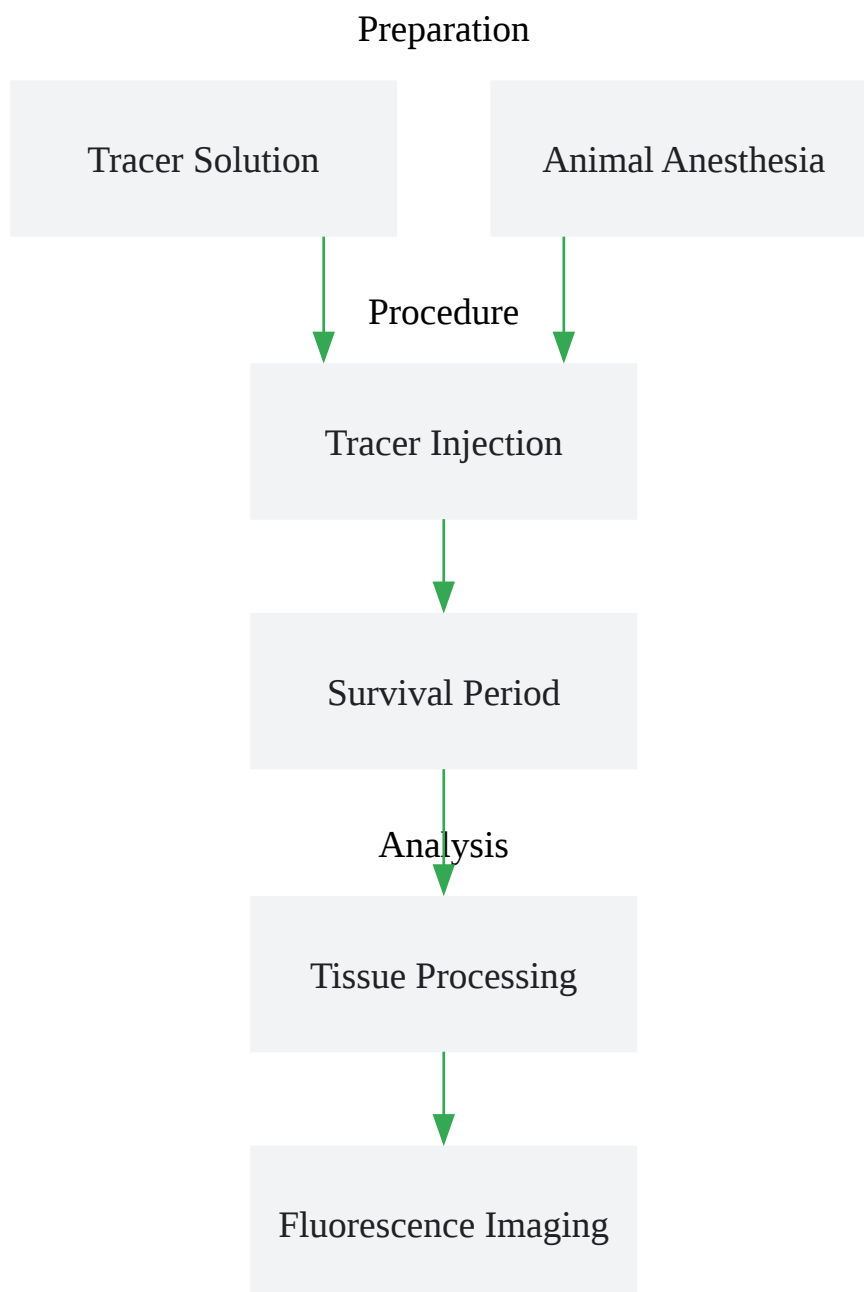 Preparation
Tracer Solution
Animal Anesthesia
Procedure
Tracer Injection
Survival Period
Analysis
Tissue Processing
Fluorescence Imaging